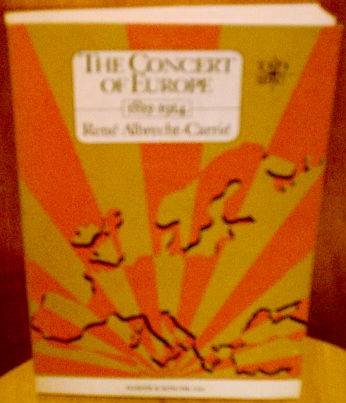 THE CONCERT
OF EUROPE
1815 1914
René Albrecht-Carrié